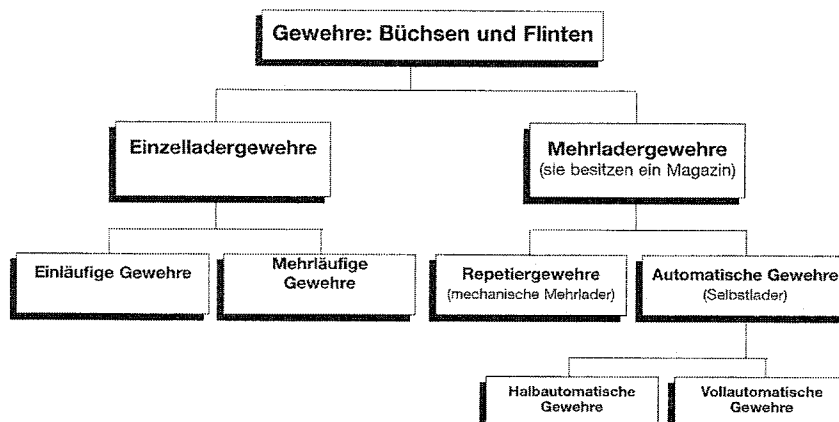 Gewehre: Büchsen und Flinten
Einzelladergewehre
Mehrladergewehre
(sie besitzen ein Magazin)
Einläufige Gewehre
Mehrläufige
Gewehre
Repetiergewehre
(mechanische Mehrlader)
Automatische Gewehre
(Selbstlader)
Halbautomatische
Gewehre
Vollautomatische
Gewehre